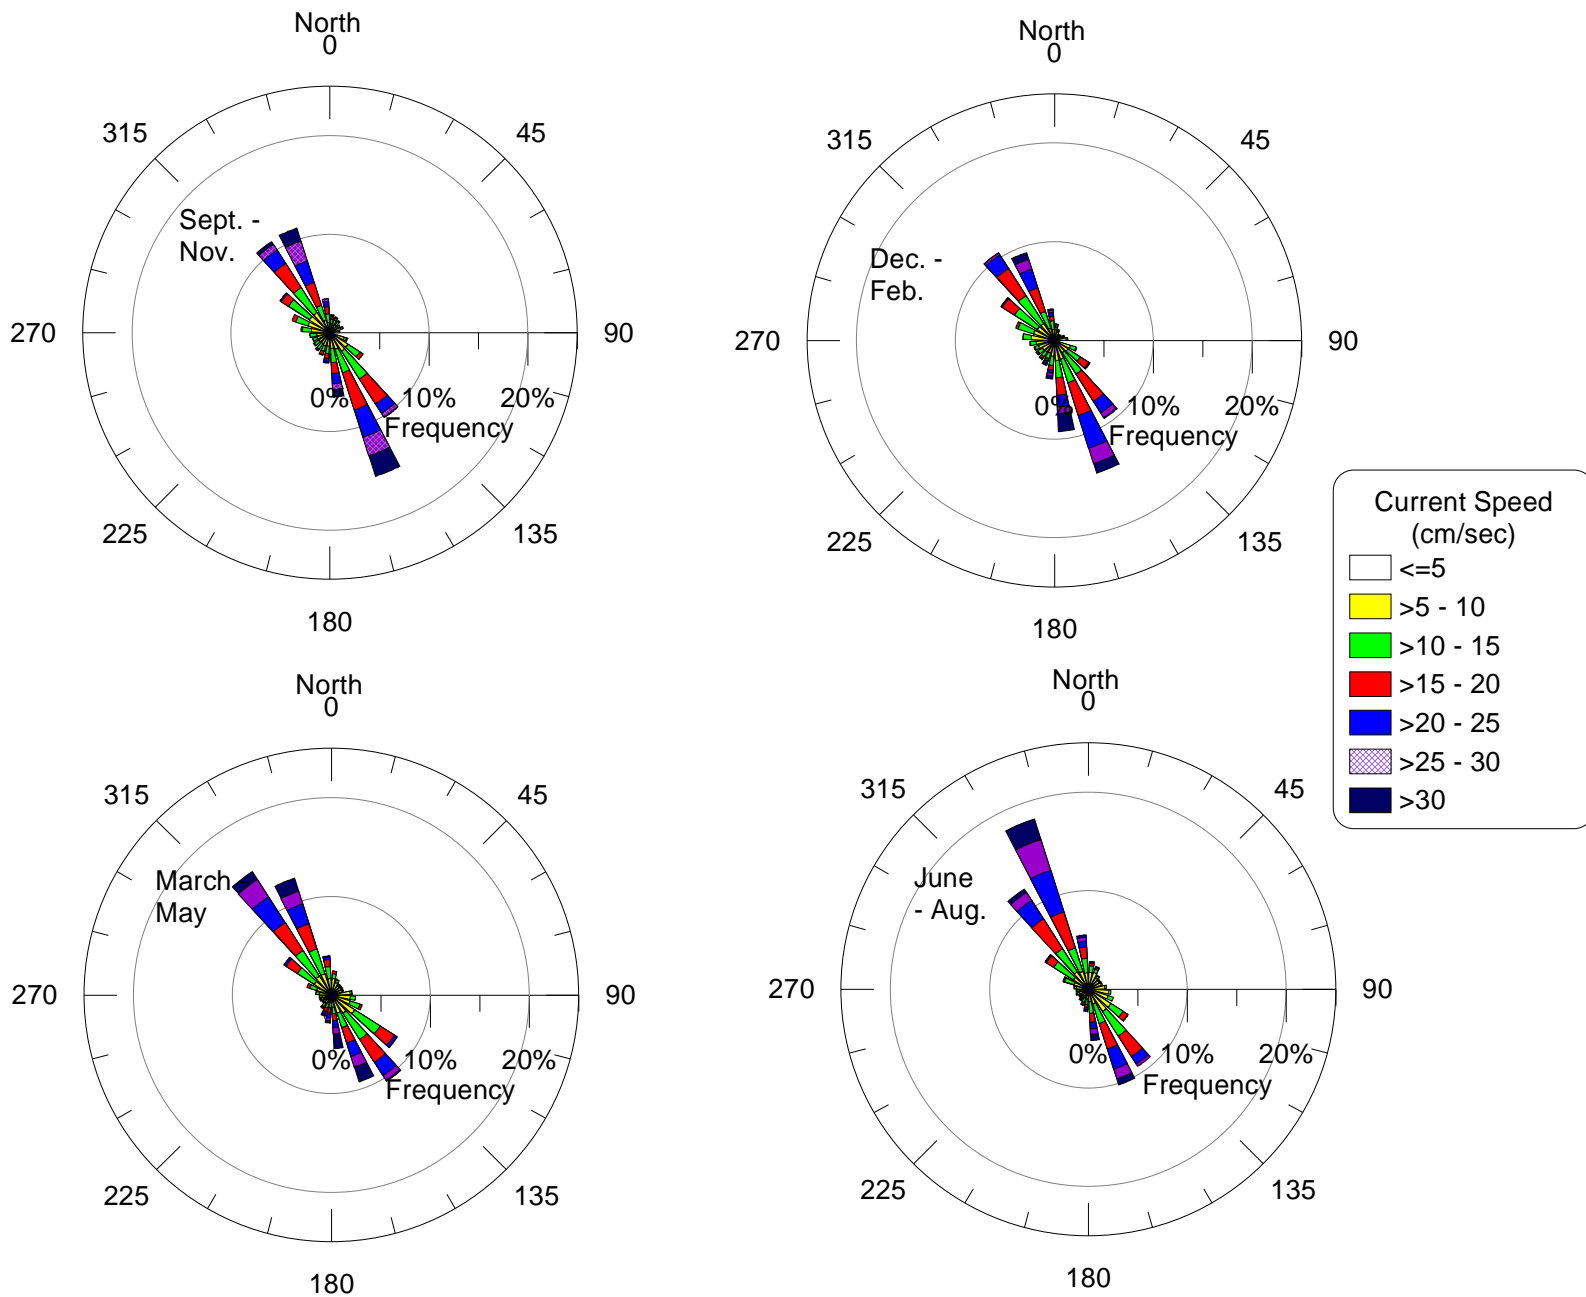 North
0
315
45
Sept. -
Nov.
270
90
0%
10%
20%
Frequency
225
135
180
North
0
315
45
Dec. -
Feb.
270
90
0%
10%
20%
Frequency
225
135
180
Current Speed
(cm/sec)
<=5
>5 - 10
>10 - 15
>15 - 20
>20 - 25
>25 - 30
>30
North
0
315
45
March
May
270
90
0%
10%
20%
Frequency
225
135
180
North
0
315
45
June
- Aug.
270
90
0%
10%
20%
Frequency
225
135
180